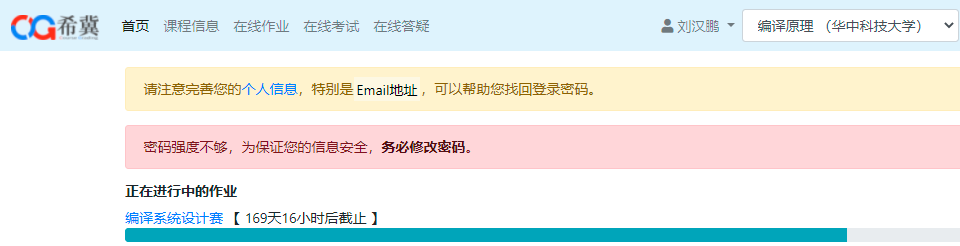 CG希冀 首页 课程信息 在线作业 在线考试 在线答疑 刘汉鹏 编译原理 （华中科技大学）
请注意完善您的个人信息，特别是 Email地址 ，可以帮助您找回登录密码。
密码强度不够，为保证您的信息安全，务必修改密码。
正在进行中的作业
编译系统设计赛 【 169天16小时后截止 】